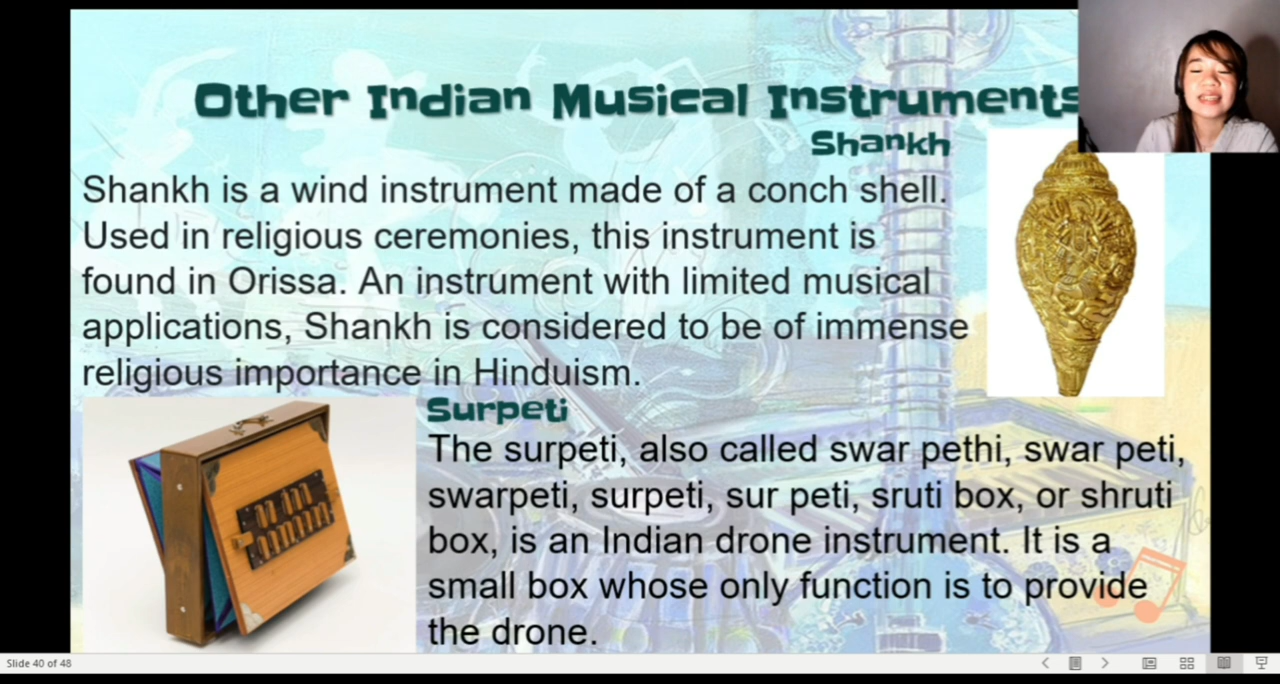 Other Indian Musical Instruments
Shankh
Shankh is a wind instrument made of a conch shell.
Used in religious ceremonies, this instrument is
found in Orissa. An instrument with limited musical
applications, Shankh is considered to be of immense
religious importance in Hinduism.
Surpeti
The surpeti, also called swar pethi, swar peti,
swarpeti, surpeti, sur peti, sruti box, or shruti
box, is an Indian drone instrument. It is a
small box whose only function is to provide
the drone.
Slide 40 of 48